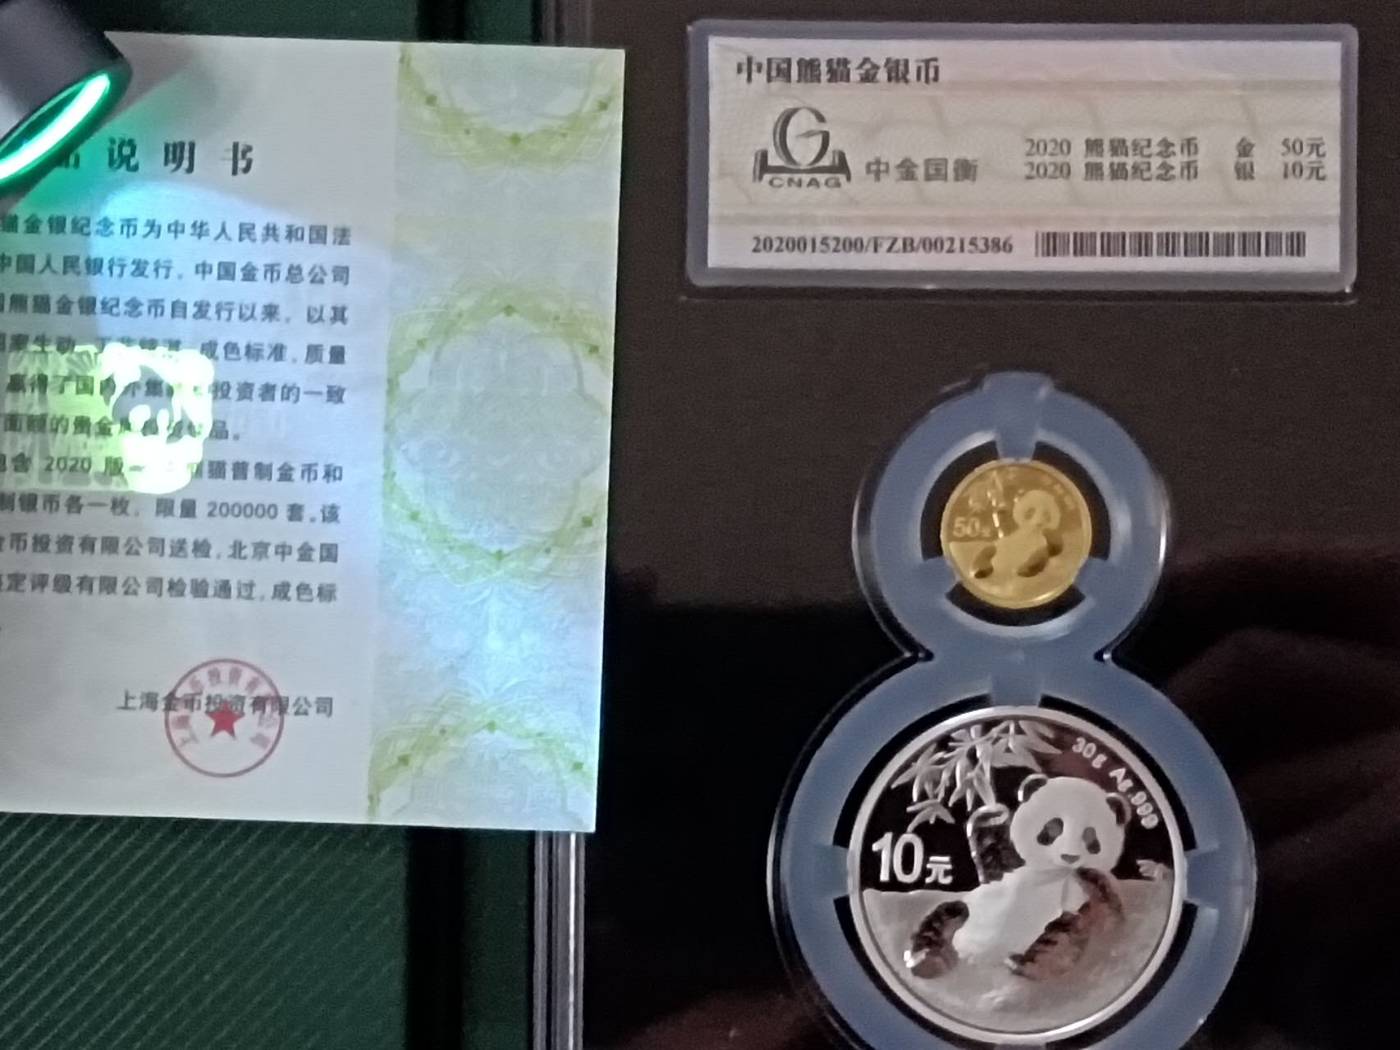 品说明书
猫金银纪念币为中华人民共和国法
中国人民银行发行，中国金币总公司
熊猫金银纪念币自发行以来，以其
成色标准，质量
赢得了国 投资者的一致
品。
含 2020 版 猫普制金币和
制银币各一枚，限量 200000 套。该
金币投资有限公司送检，北京中金国
定评级有限公司检验通过，成色标
上海金币投资有限公司
中国熊猫金银币
CNAG
中金国衡
2020 熊猫纪念币 金 50元
2020 熊猫纪念币 银 10元
2020015200/FZB/00215386
50元
30g Ag.999
10元